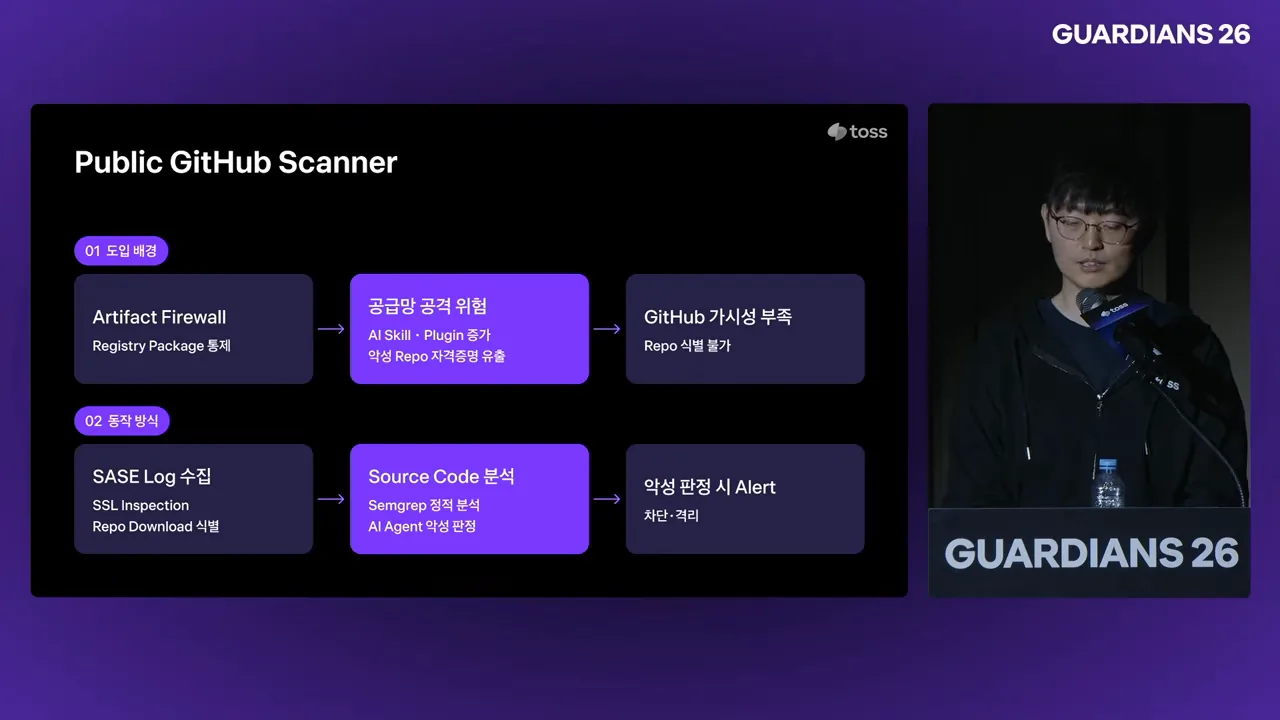 GUARDIANS 26
toss
Public GitHub Scanner
01 도입 배경
Artifact Firewall
Registry Package 통제
공급망 공격 위험
AI Skill · Plugin 증가
악성 Repo 자격증명 유출
GitHub 가시성 부족
Repo 식별 불가
02 동작 방식
SASE Log 수집
SSL Inspection
Repo Download 식별
Source Code 분석
Semgrep 정적 분석
AI Agent 악성 판정
악성 판정 시 Alert
차단·격리
toss
GUARDIANS 26